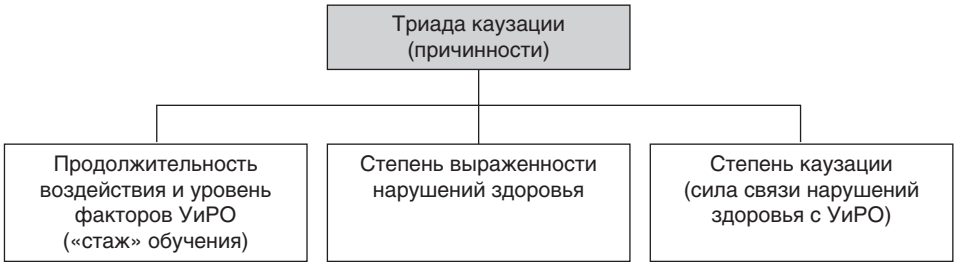 Триада каузации
(причинности)
Продолжительность
воздействия и уровень
факторов УиРО
(«стаж» обучения)
Степень выраженности
нарушений здоровья
Степень каузации
(сила связи нарушений
здоровья с УиРО)